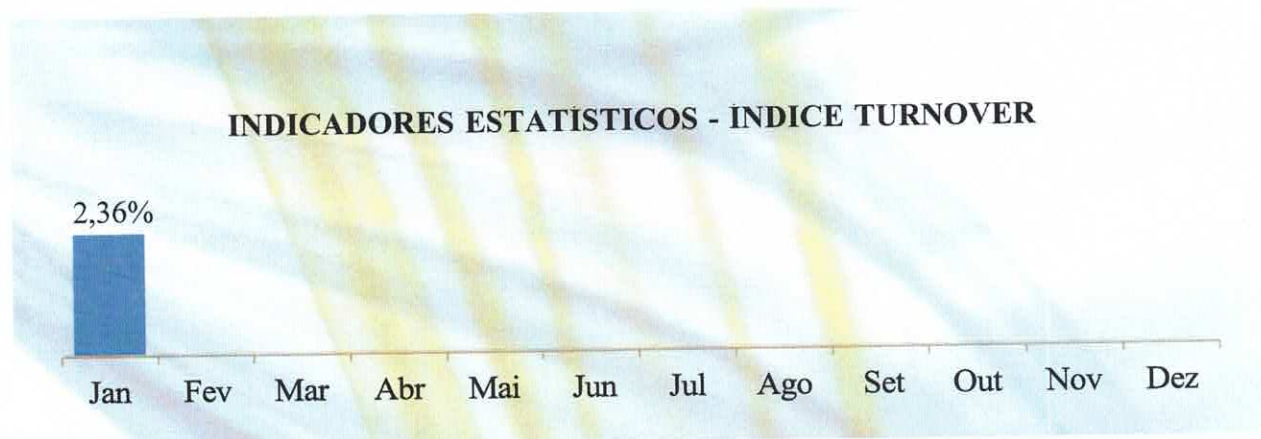 INDICADORES ESTATÍSTICOS - ÍNDICE TURNOVER
2,36%
Jan Fev Mar Abr Mai Jun Jul Ago Set Out Nov Dez